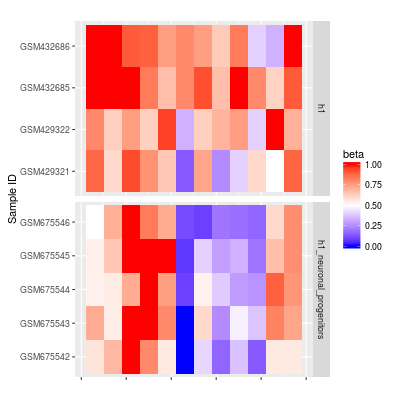 GSM432686
GSM432685
GSM429322
GSM429321
h1
GSM675546
GSM675545
GSM675544
GSM675543
GSM675542
h1_neuronal_progenitors
Sample ID
beta
1.00
0.75
0.50
0.25
0.00